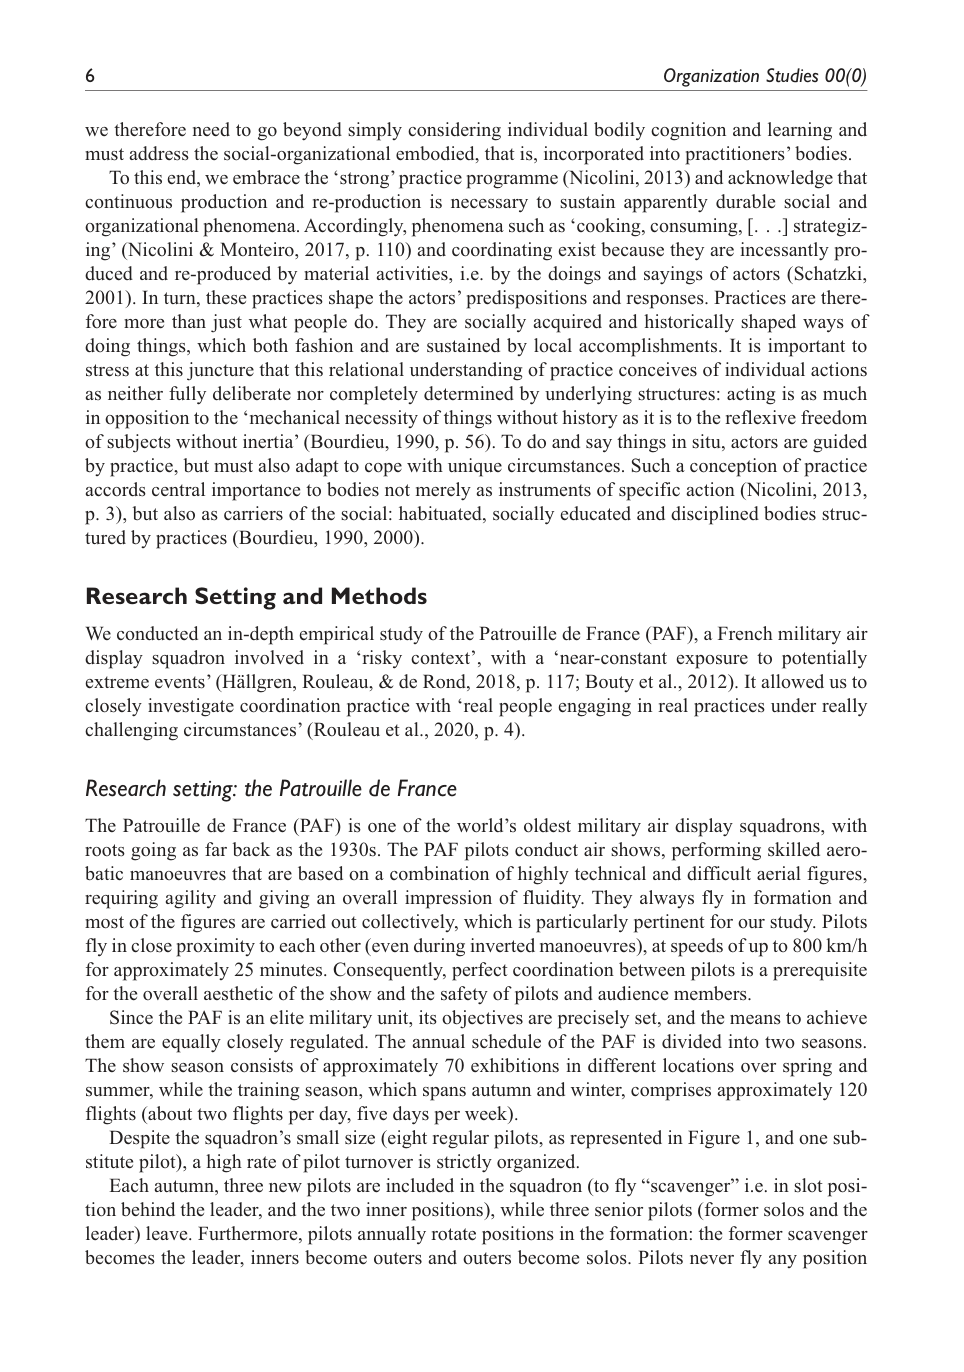 6
Organization Studies 00(0)
we therefore need to go beyond simply considering individual bodily cognition and learning and
must address the social-organizational embodied, that is, incorporated into practitioners’ bodies.
To this end, we embrace the ‘strong’ practice programme (Nicolini, 2013) and acknowledge that
continuous production and re-production is necessary to sustain apparently durable social and
organizational phenomena. Accordingly, phenomena such as ‘cooking, consuming, [. . .] strategiz-
ing’ (Nicolini & Monteiro, 2017, p. 110) and coordinating exist because they are incessantly pro-
duced and re-produced by material activities, i.e. by the doings and sayings of actors (Schatzki,
2001). In turn, these practices shape the actors’ predispositions and responses. Practices are there-
fore more than just what people do. They are socially acquired and historically shaped ways of
doing things, which both fashion and are sustained by local accomplishments. It is important to
stress at this juncture that this relational understanding of practice conceives of individual actions
as neither fully deliberate nor completely determined by underlying structures: acting is as much
in opposition to the ‘mechanical necessity of things without history as it is to the reflexive freedom
of subjects without inertia’ (Bourdieu, 1990, p. 56). To do and say things in situ, actors are guided
by practice, but must also adapt to cope with unique circumstances. Such a conception of practice
accords central importance to bodies not merely as instruments of specific action (Nicolini, 2013,
p. 3), but also as carriers of the social: habituated, socially educated and disciplined bodies struc-
tured by practices (Bourdieu, 1990, 2000).
Research Setting and Methods
We conducted an in-depth empirical study of the Patrouille de France (PAF), a French military air
display squadron involved in a ‘risky context’, with a ‘near-constant exposure to potentially
extreme events’ (Hällgren, Rouleau, & de Rond, 2018, p. 117; Bouty et al., 2012). It allowed us to
closely investigate coordination practice with ‘real people engaging in real practices under really
challenging circumstances’ (Rouleau et al., 2020, p. 4).
Research setting: the Patrouille de France
The Patrouille de France (PAF) is one of the world’s oldest military air display squadrons, with
roots going as far back as the 1930s. The PAF pilots conduct air shows, performing skilled aero-
batic manoeuvres that are based on a combination of highly technical and difficult aerial figures,
requiring agility and giving an overall impression of fluidity. They always fly in formation and
most of the figures are carried out collectively, which is particularly pertinent for our study. Pilots
fly in close proximity to each other (even during inverted manoeuvres), at speeds of up to 800 km/h
for approximately 25 minutes. Consequently, perfect coordination between pilots is a prerequisite
for the overall aesthetic of the show and the safety of pilots and audience members.
Since the PAF is an elite military unit, its objectives are precisely set, and the means to achieve
them are equally closely regulated. The annual schedule of the PAF is divided into two seasons.
The show season consists of approximately 70 exhibitions in different locations over spring and
summer, while the training season, which spans autumn and winter, comprises approximately 120
flights (about two flights per day, five days per week).
Despite the squadron’s small size (eight regular pilots, as represented in Figure 1, and one sub-
stitute pilot), a high rate of pilot turnover is strictly organized.
Each autumn, three new pilots are included in the squadron (to fly “scavenger” i.e. in slot posi-
tion behind the leader, and the two inner positions), while three senior pilots (former solos and the
leader) leave. Furthermore, pilots annually rotate positions in the formation: the former scavenger
becomes the leader, inners become outers and outers become solos. Pilots never fly any position